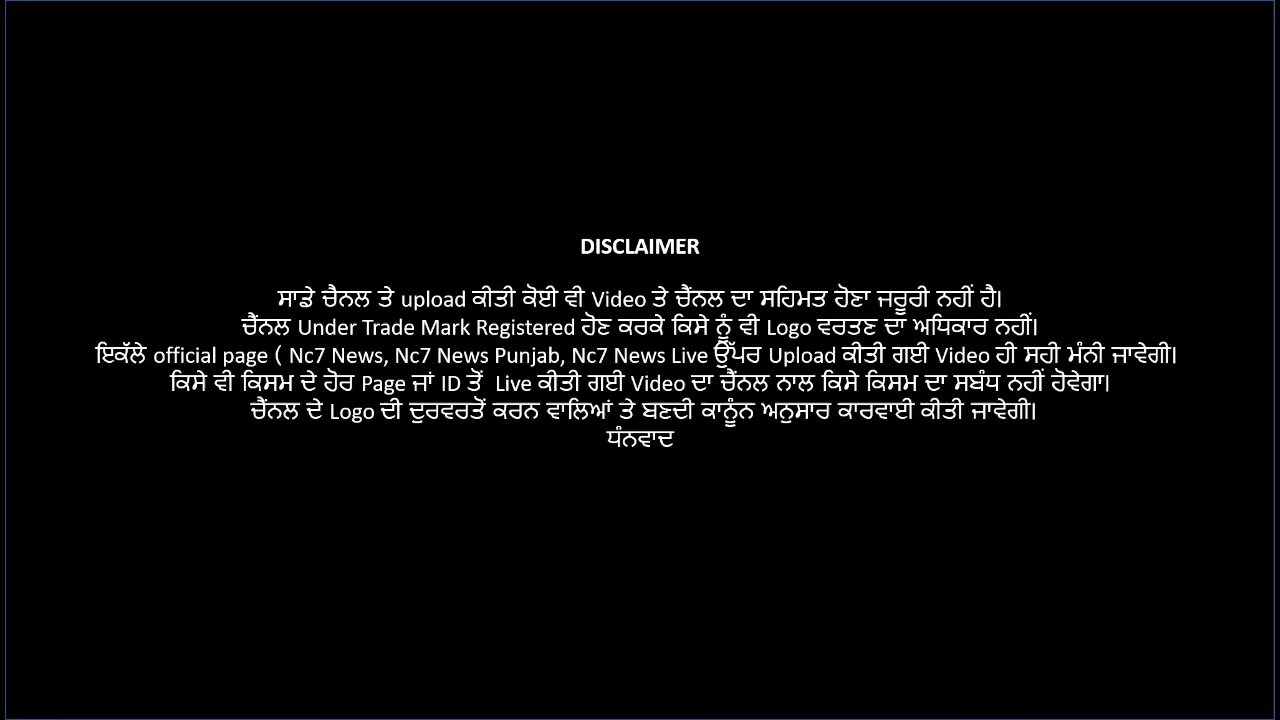 DISCLAIMER
ਸਾਡੇ ਚੈਨਲ ਤੇ upload ਕੀਤੀ ਕੋਈ ਵੀ Video ਤੇ ਚੈੱਨਲ ਦਾ ਸਹਿਮਤ ਹੋਣਾ ਜਰੂਰੀ ਨਹੀਂ ਹੈ।
ਚੈੱਨਲ Under Trade Mark Registered ਹੋਣ ਕਰਕੇ ਕਿਸੇ ਨੂੰ ਵੀ Logo ਵਰਤਣ ਦਾ ਅਧਿਕਾਰ ਨਹੀਂ।
ਇਕੱਲੇ official page ( Nc7 News, Nc7 News Punjab, Nc7 News Live ਉੱਪਰ Upload ਕੀਤੀ ਗਈ Video ਹੀ ਸਹੀ ਮੰਨੀ ਜਾਵੇਗੀ।
ਕਿਸੇ ਵੀ ਕਿਸਮ ਦੇ ਹੋਰ Page ਜਾਂ ID ਤੋਂ Live ਕੀਤੀ ਗਈ Video ਦਾ ਚੈੱਨਲ ਨਾਲ ਕਿਸੇ ਕਿਸਮ ਦਾ ਸਬੰਧ ਨਹੀਂ ਹੋਵੇਗਾ।
ਚੈੱਨਲ ਦੇ Logo ਦੀ ਦੁਰਵਰਤੋਂ ਕਰਨ ਵਾਲਿਆਂ ਤੇ ਬਣਦੀ ਕਾਨੂੰਨ ਅਨੁਸਾਰ ਕਾਰਵਾਈ ਕੀਤੀ ਜਾਵੇਗੀ।
ਧੰਨਵਾਦ